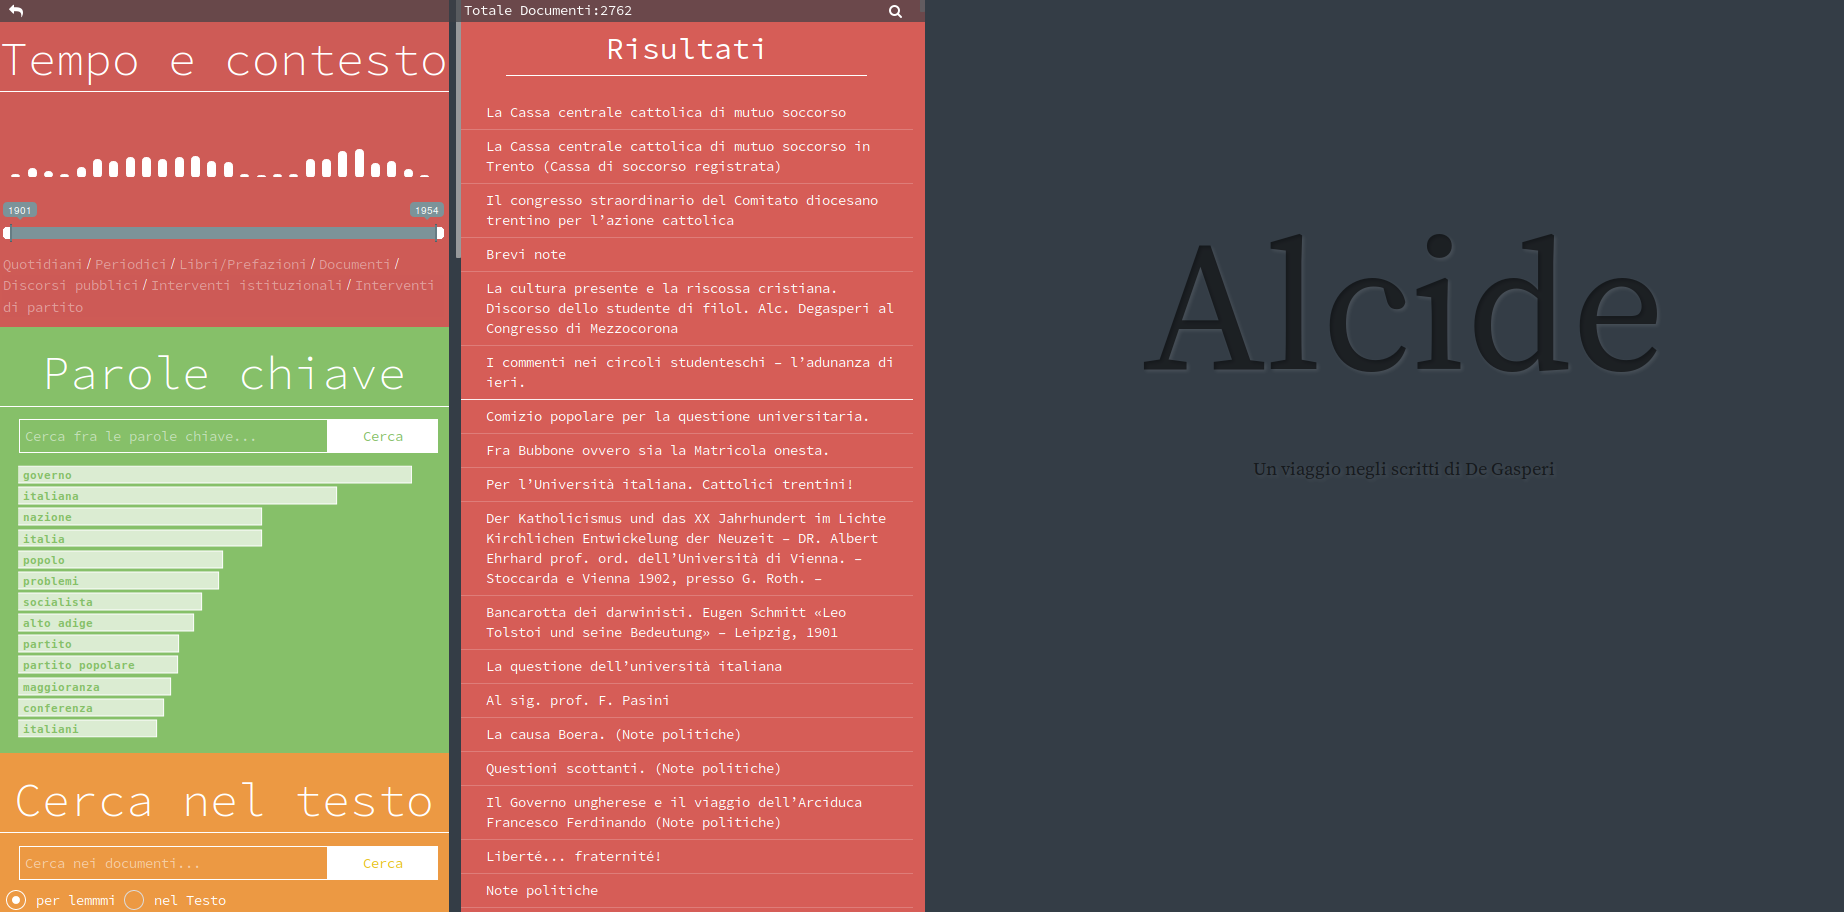 Tempo e contesto
1901
1954
Quotidiani / Periodici / Libri/Prefazioni / Documenti /
Discorsi pubblici / Interventi istituzionali / Interventi
di partito
Parole chiave
Cerca fra le parole chiave...
Cerca
governo
italiana
nazione
italia
popolo
problemi
socialista
alto adige
partito
partito popolare
maggioranza
conferenza
italiani
Cerca nel testo
Cerca nei documenti...
Cerca
per lemmmi
nel Testo
Totale Documenti:2762
Risultati
La Cassa centrale cattolica di mutuo soccorso
La Cassa centrale cattolica di mutuo soccorso in
Trento (Cassa di soccorso registrata)
Il congresso straordinario del Comitato diocesano
trentino per l’azione cattolica
Brevi note
La cultura presente e la riscossa cristiana.
Discorso dello studente di filol. Alc. Degasperi al
Congresso di Mezzocorona
I commenti nei circoli studenteschi – l’adunanza di
ieri.
Comizio popolare per la questione universitaria.
Fra Bubbone ovvero sia la Matricola onesta.
Per l’Università italiana. Cattolici trentini!
Der Katholicismus und das XX Jahrhundert im Lichte
Kirchlichen Entwickelung der Neuzeit – DR. Albert
Ehrhard prof. ord. dell’Università di Vienna. –
Stoccarda e Vienna 1902, presso G. Roth. –
Bancarotta dei darwinisti. Eugen Schmitt «Leo
Tolstoi und seine Bedeutung» – Leipzig, 1901
La questione dell’università italiana
Al sig. prof. F. Pasini
La causa Boera. (Note politiche)
Questioni scottanti. (Note politiche)
Il Governo ungherese e il viaggio dell’Arciduca
Francesco Ferdinando (Note politiche)
Liberté... fraternité!
Note politiche
Alcide
Un viaggio negli scritti di De Gasperi